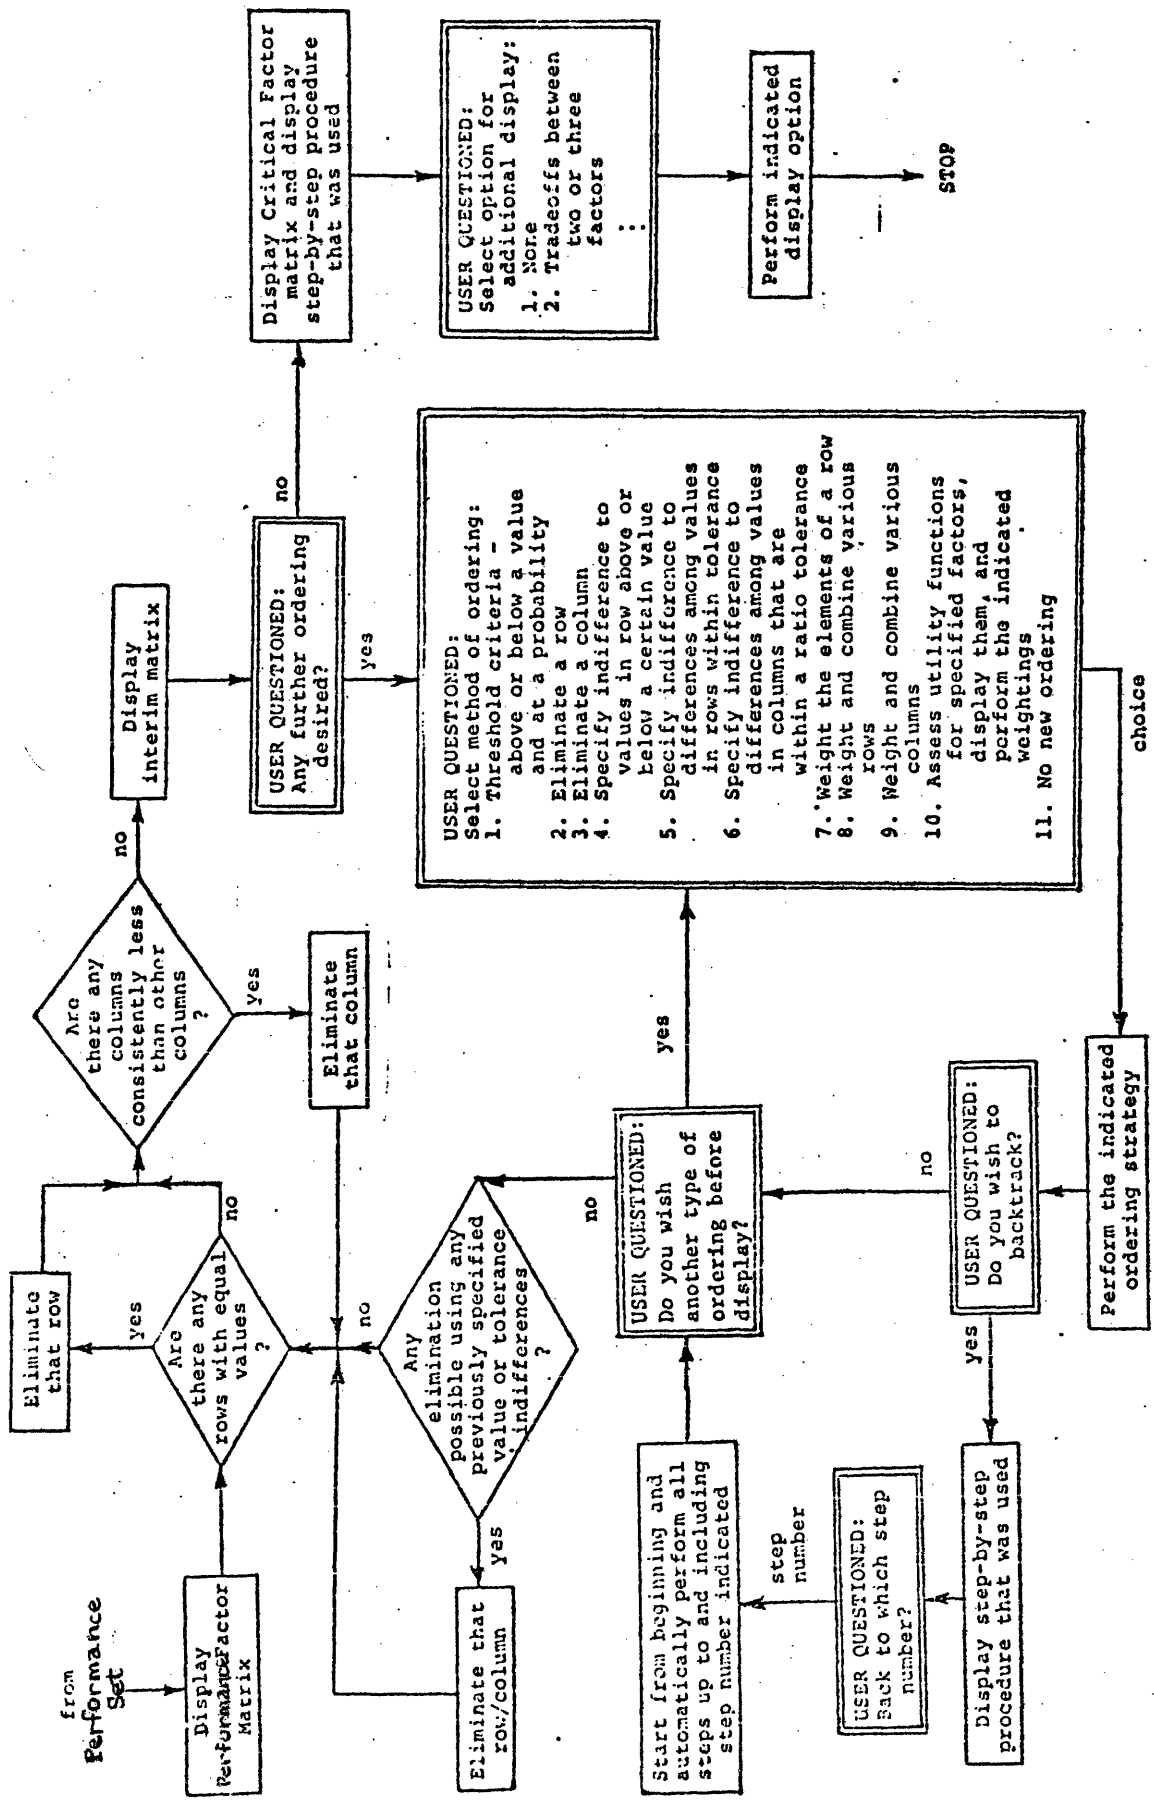 from
Performance
Set
Display
Performance Factor
Matrix
Eliminate
that row
yes
Are
there any
rows with equal
values
?
no
Are
there any
columns
consistently less
than other
columns
?
no
yes
Eliminate
that column
Display
interim matrix
USER QUESTIONED:
Any further ordering
desired?
no
yes
Display Critical Factor
matrix and display
step-by-step procedure
that was used
USER QUESTIONED:
Select option for
additional display:
1. None
2. Tradeoffs between
two or three
factors
:
Perform indicated
display option
STOP
USER QUESTIONED:
Select method of ordering:
1. Threshold criteria -
above or below a value
and at a probability
2. Eliminate a row
3. Eliminate a column
4. Specify indifference to
values in row above or
below a certain value
5. Specify indifference to
differences among values
in rows within tolerance
6. Specify indifference to
differences among values
in columns that are
within a ratio tolerance
7. Weight the elements of a row
8. Weight and combine various
rows
9. Weight and combine various
columns
10. Assess utility functions
for specified factors,
display them, and
perform the indicated
weightings
11. No new ordering
choice
Perform the indicated
ordering strategy
USER QUESTIONED:
Do you wish to
backtrack?
no
yes
Display step-by-step
procedure that was used
USER QUESTIONED:
Back to which step
number?
step
number
Start from beginning and
automatically perform all
steps up to and including
step number indicated
USER QUESTIONED:
Do you wish
another type of
ordering before
display?
yes
no
Any
elimination
possible using any
previously specified
value or tolerance
indifferences
?
no
yes
Eliminate that
row/column